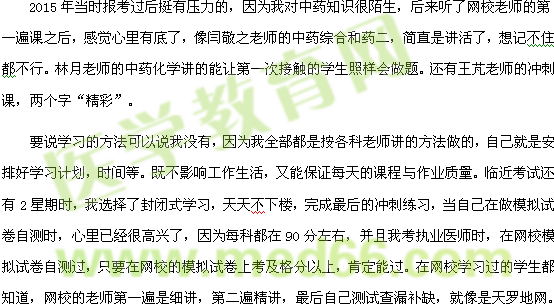 2015年当时报考过后挺有压力的，因为我对中药知识很陌生，后来听了网校老师的第
一遍课之后，感觉心里有底了，像闫敬之老师的中药综合和药二，简直是讲活了，想记不住
都不行。林月老师的中药化学讲的能让第一次接触的学生照样会做题。还有王芃老师的冲刺
课，两个字“精彩”。
要说学习的方法可以说我没有，因为我全部都是按各科老师讲的方法做的，自己就是安
排好学习计划，时间等。既不影响工作生活，又能保证每天的课程与作业质量。临近考试还
有2星期时，我选择了封闭式学习，天天不下楼，完成最后的冲刺练习，当自己在做模拟试
卷自测时，心里已经很高兴了，因为每科都在90分左右，并且我考执业医师时，在网校模
拟试卷自测过，只要在网校的模拟试卷上考及格分以上，肯定能过。在网校学习过的学生都
知道，网校的老师第一遍是细讲，第二遍精讲，最后自己测试查漏补缺，就像是天罗地网。
医学教育网
www.med66.com